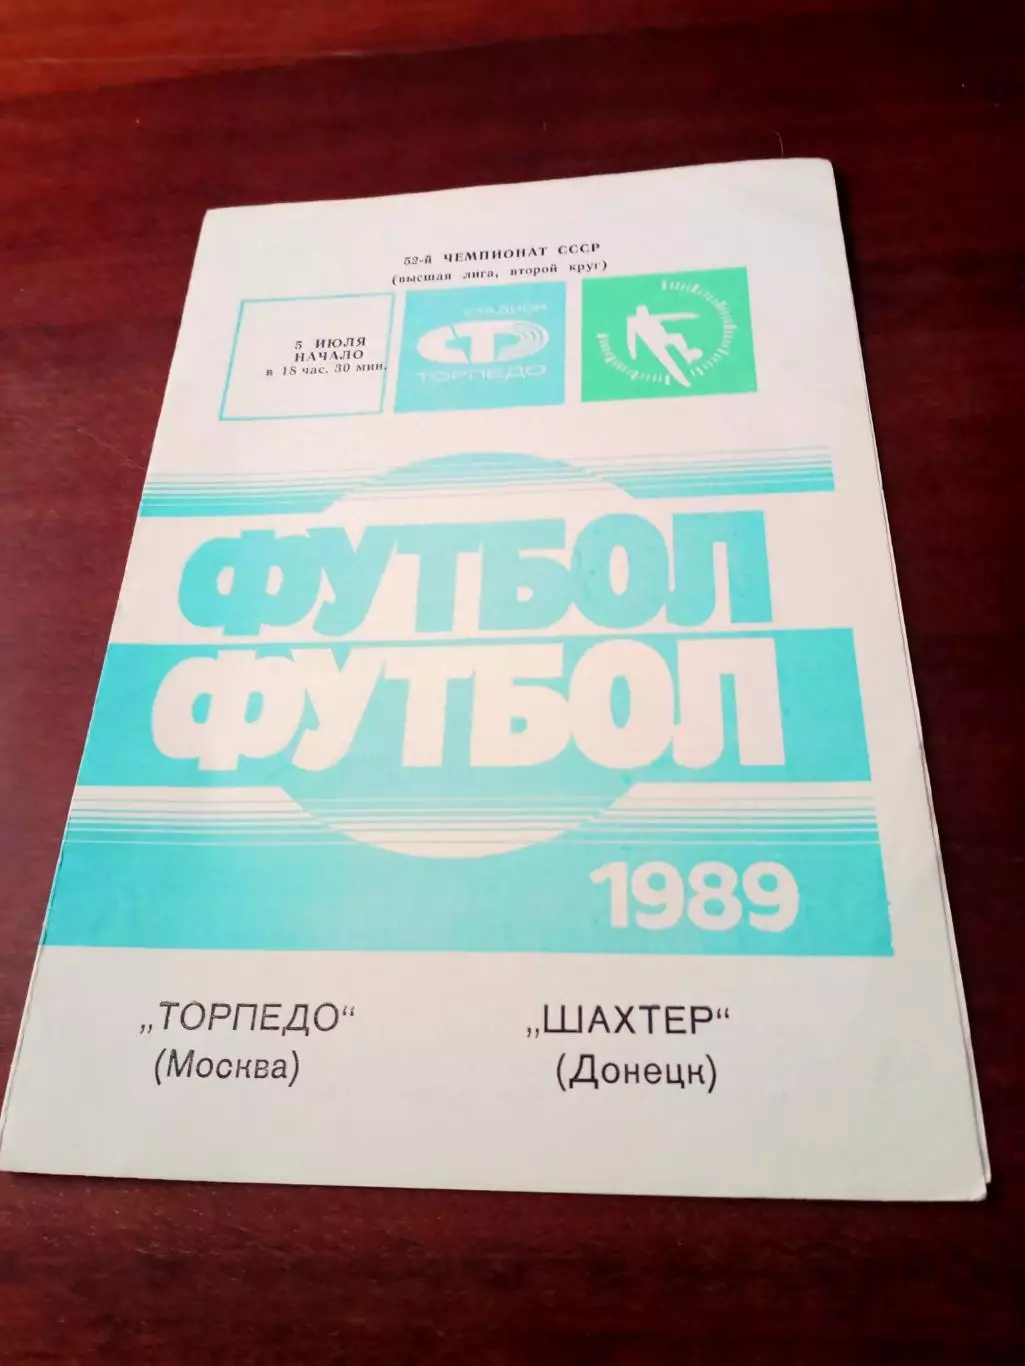 52-й ЧЕМПИОНАТ СССР
(высшая лига, второй круг)
5 ИЮЛЯ
НАЧАЛО
в 18 час. 30 мин.
СТАДИОН
ТОРПЕДО
ФУТБОЛ
ФУТБОЛ
1989
„ТОРПЕДО“
(Москва)
„ШАХТЕР“
(Донецк)